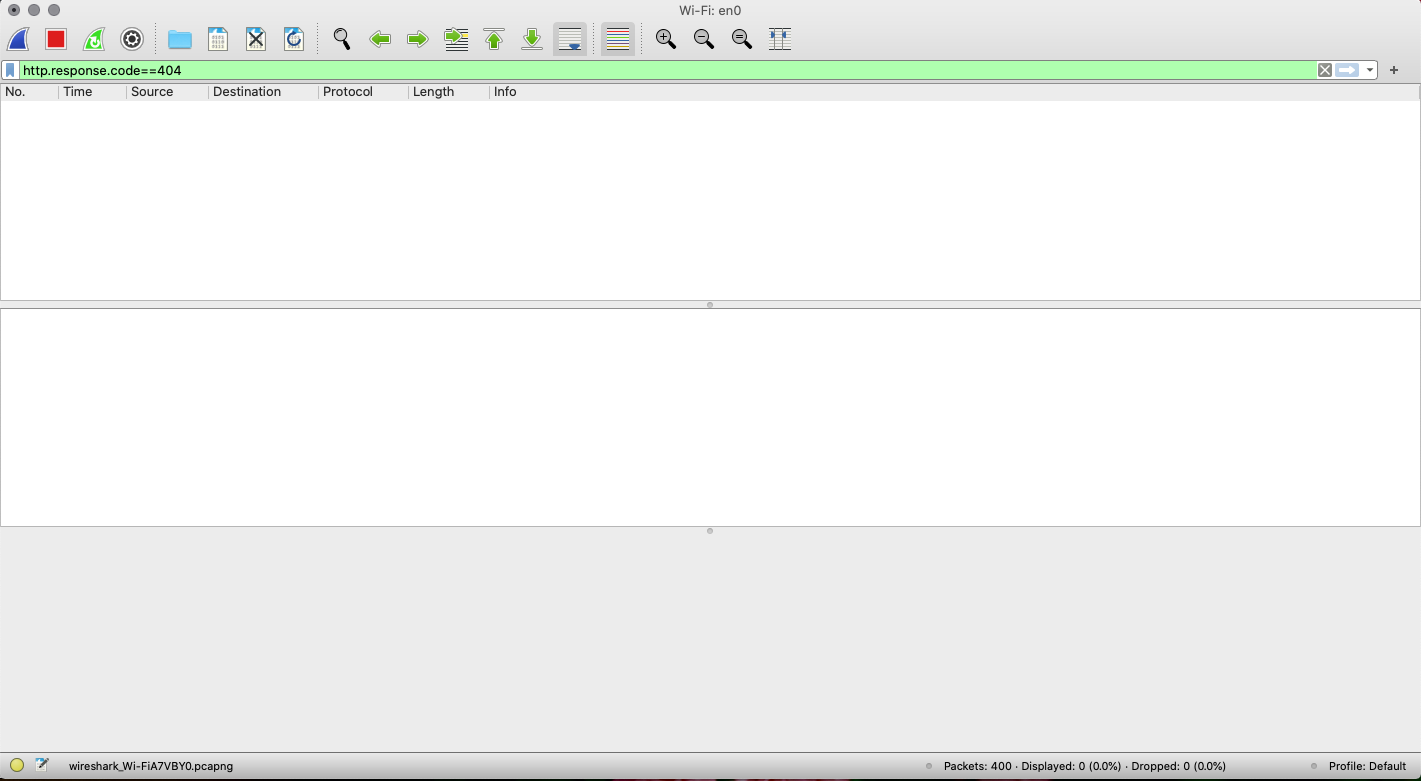 Wi-Fi: en0
http.response.code==404
No. Time Source Destination Protocol Length Info
wireshark_Wi-FiA7VBY0.pcapng Packets: 400 · Displayed: 0 (0.0%) · Dropped: 0 (0.0%) Profile: Default